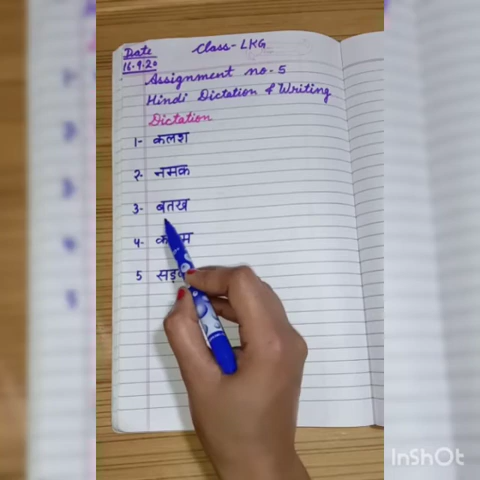 Date
16.9.20
Class-LKG
Assignment no. 5
Hindi Dictation & Writing
Dictation
1- कलश
2- नमक
3- बतख
4-
5
InShOt